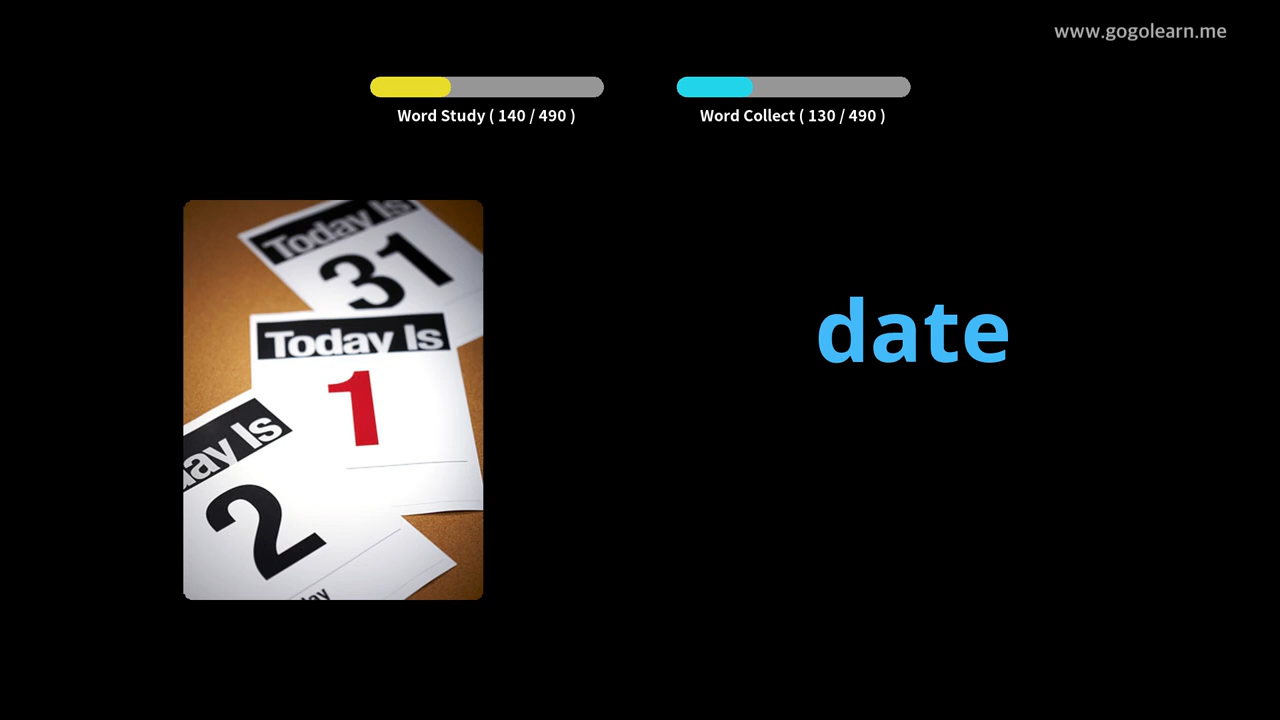 www.gogolearn.me
Word Study ( 140 / 490 )
Word Collect ( 130 / 490 )
Today Is
31
Today Is
1
date
ay Is
2